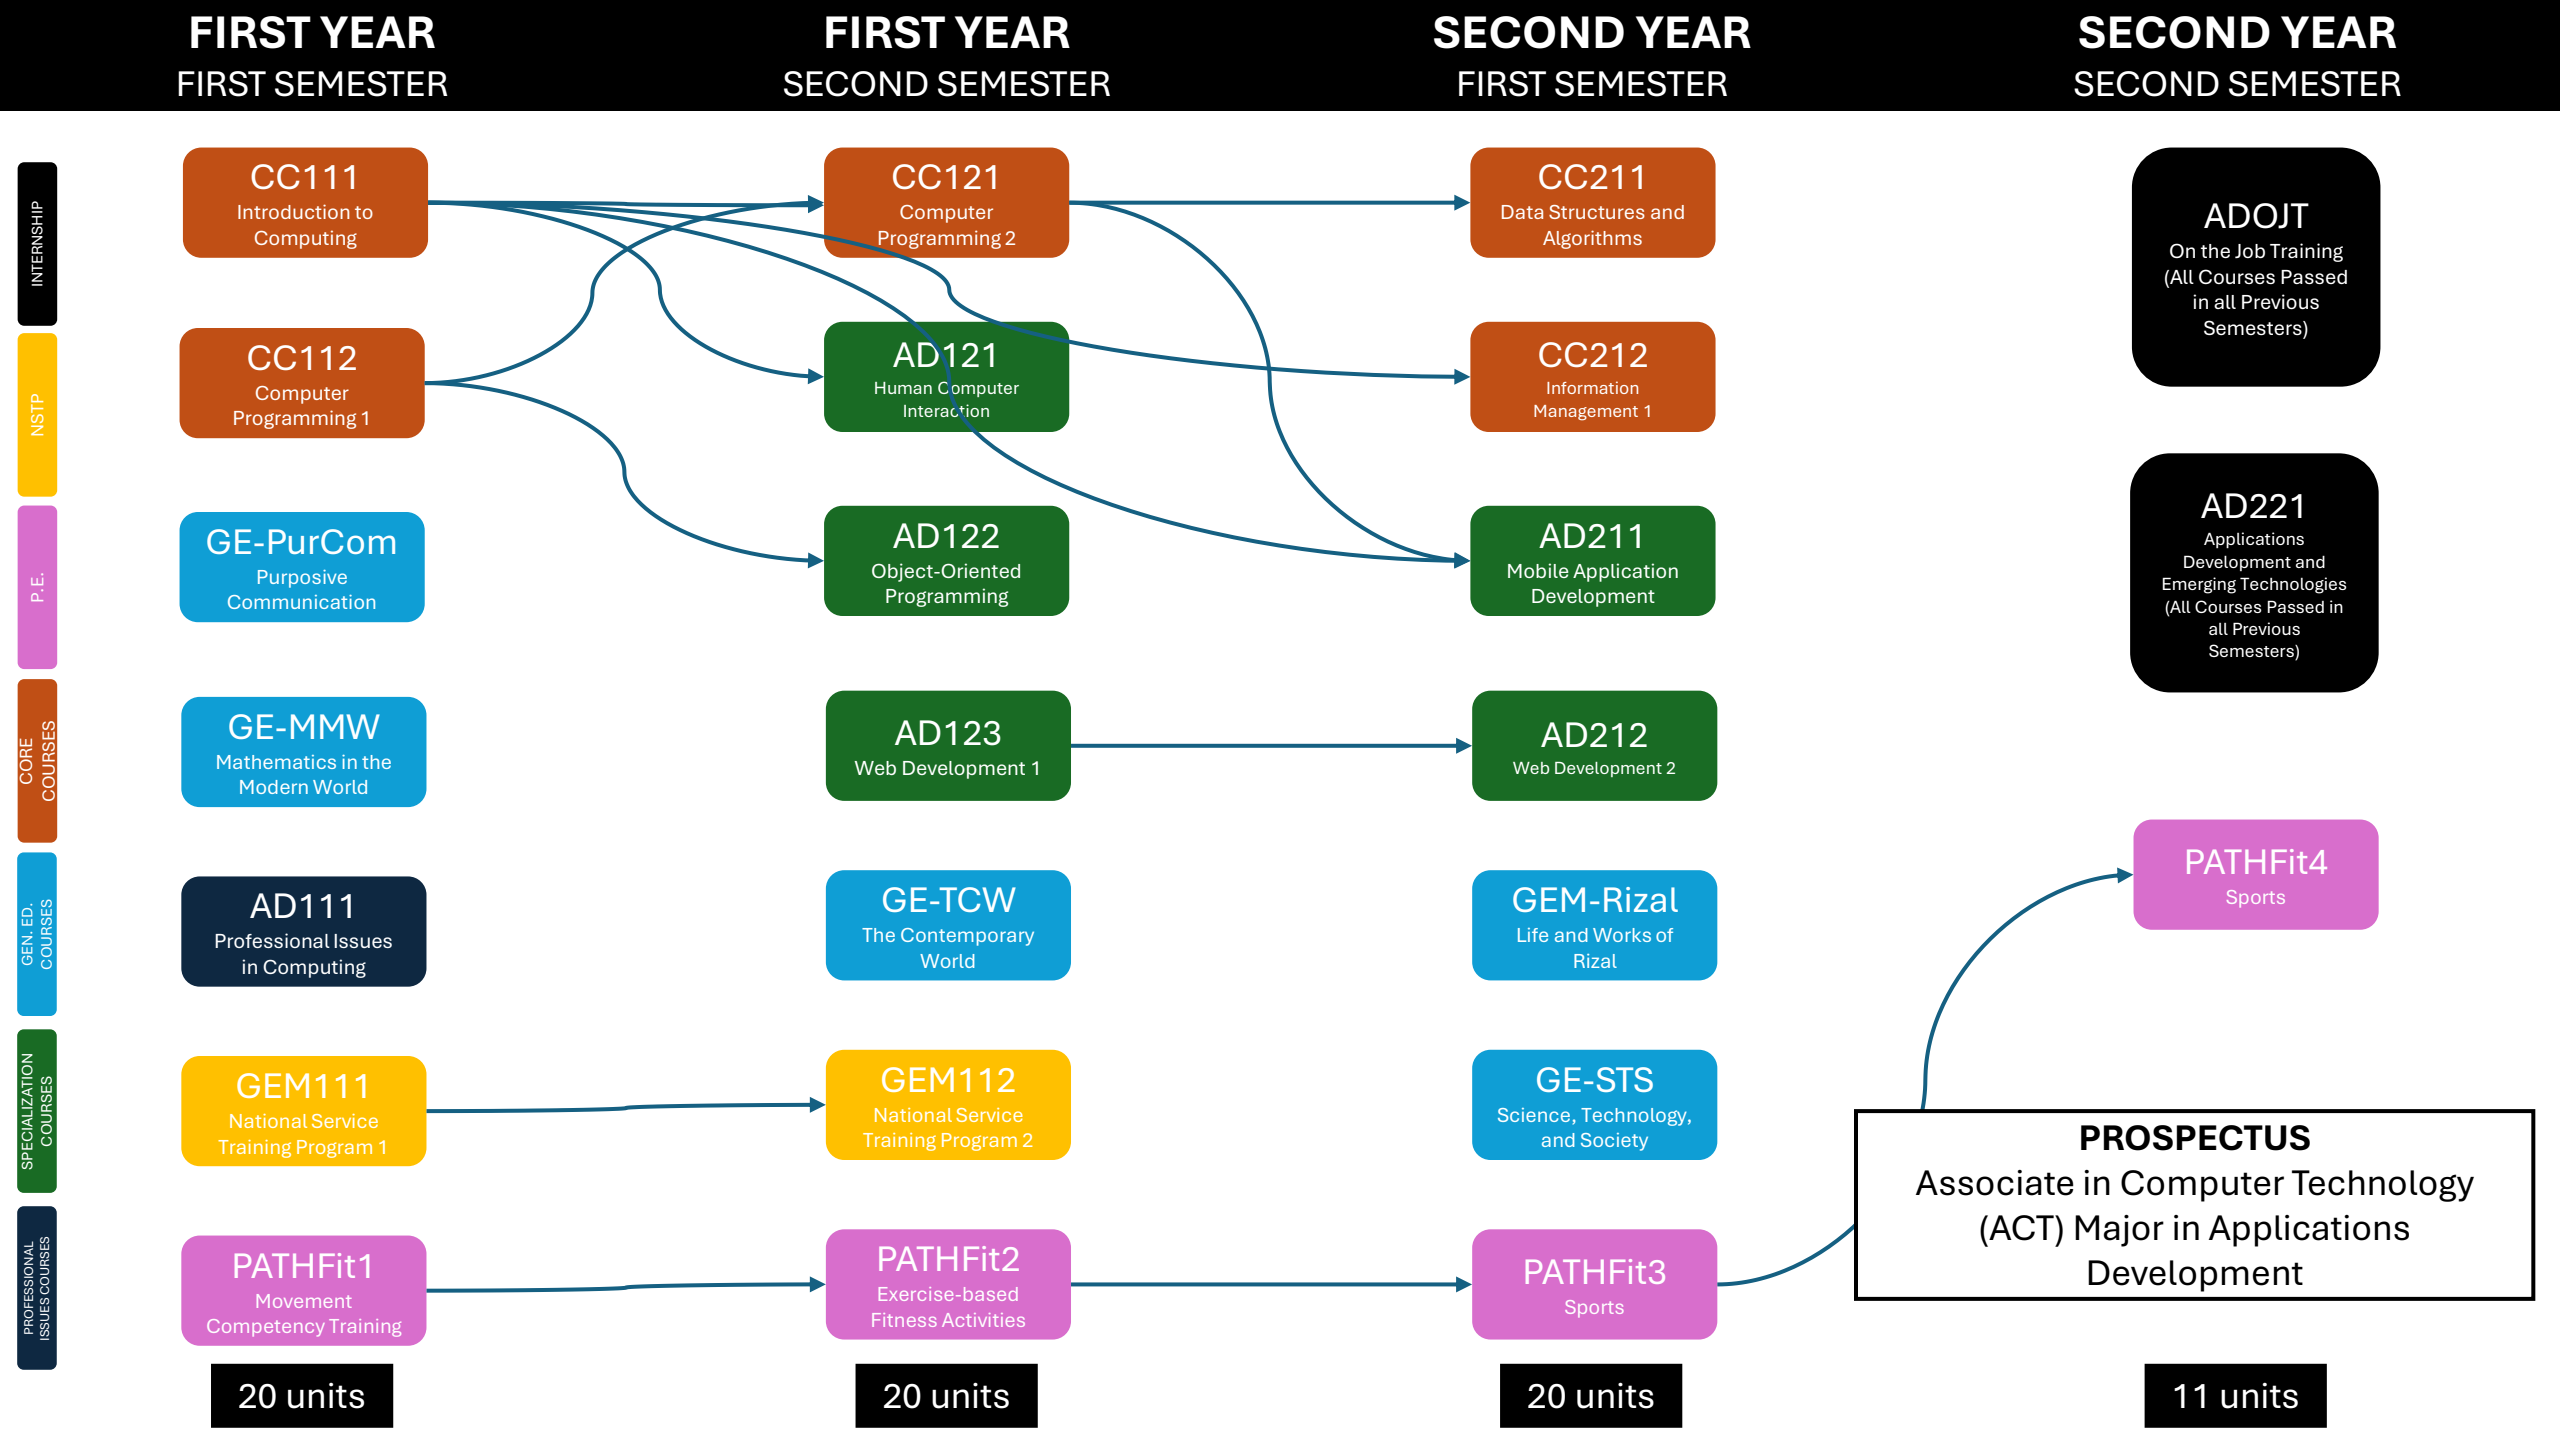 FIRST YEAR
FIRST SEMESTER
FIRST YEAR
SECOND SEMESTER
SECOND YEAR
FIRST SEMESTER
SECOND YEAR
SECOND SEMESTER
INTERNSHIP
NSTP
P.E.
CORE
COURSES
GEN. ED.
COURSES
SPECIALIZATION
COURSES
PROFESSIONAL
ISSUES COURSES
CC111
Introduction to
Computing
CC112
Computer
Programming 1
GE-PurCom
Purposive
Communication
GE-MMW
Mathematics in the
Modern World
AD111
Professional Issues
in Computing
GEM111
National Service
Training Program 1
PATHFit1
Movement
Competency Training
20 units
CC121
Computer
Programming 2
AD121
Human Computer
Interaction
AD122
Object-Oriented
Programming
AD123
Web Development 1
GE-TCW
The Contemporary
World
GEM112
National Service
Training Program 2
PATHFit2
Exercise-based
Fitness Activities
20 units
CC211
Data Structures and
Algorithms
CC212
Information
Management 1
AD211
Mobile Application
Development
AD212
Web Development 2
GEM-Rizal
Life and Works of
Rizal
GE-STS
Science, Technology,
and Society
PATHFit3
Sports
20 units
ADOJT
On the Job Training
(All Courses Passed
in all Previous
Semesters)
AD221
Applications
Development and
Emerging Technologies
(All Courses Passed in
all Previous
Semesters)
PATHFit4
Sports
PROSPECTUS
Associate in Computer Technology
(ACT) Major in Applications
Development
11 units